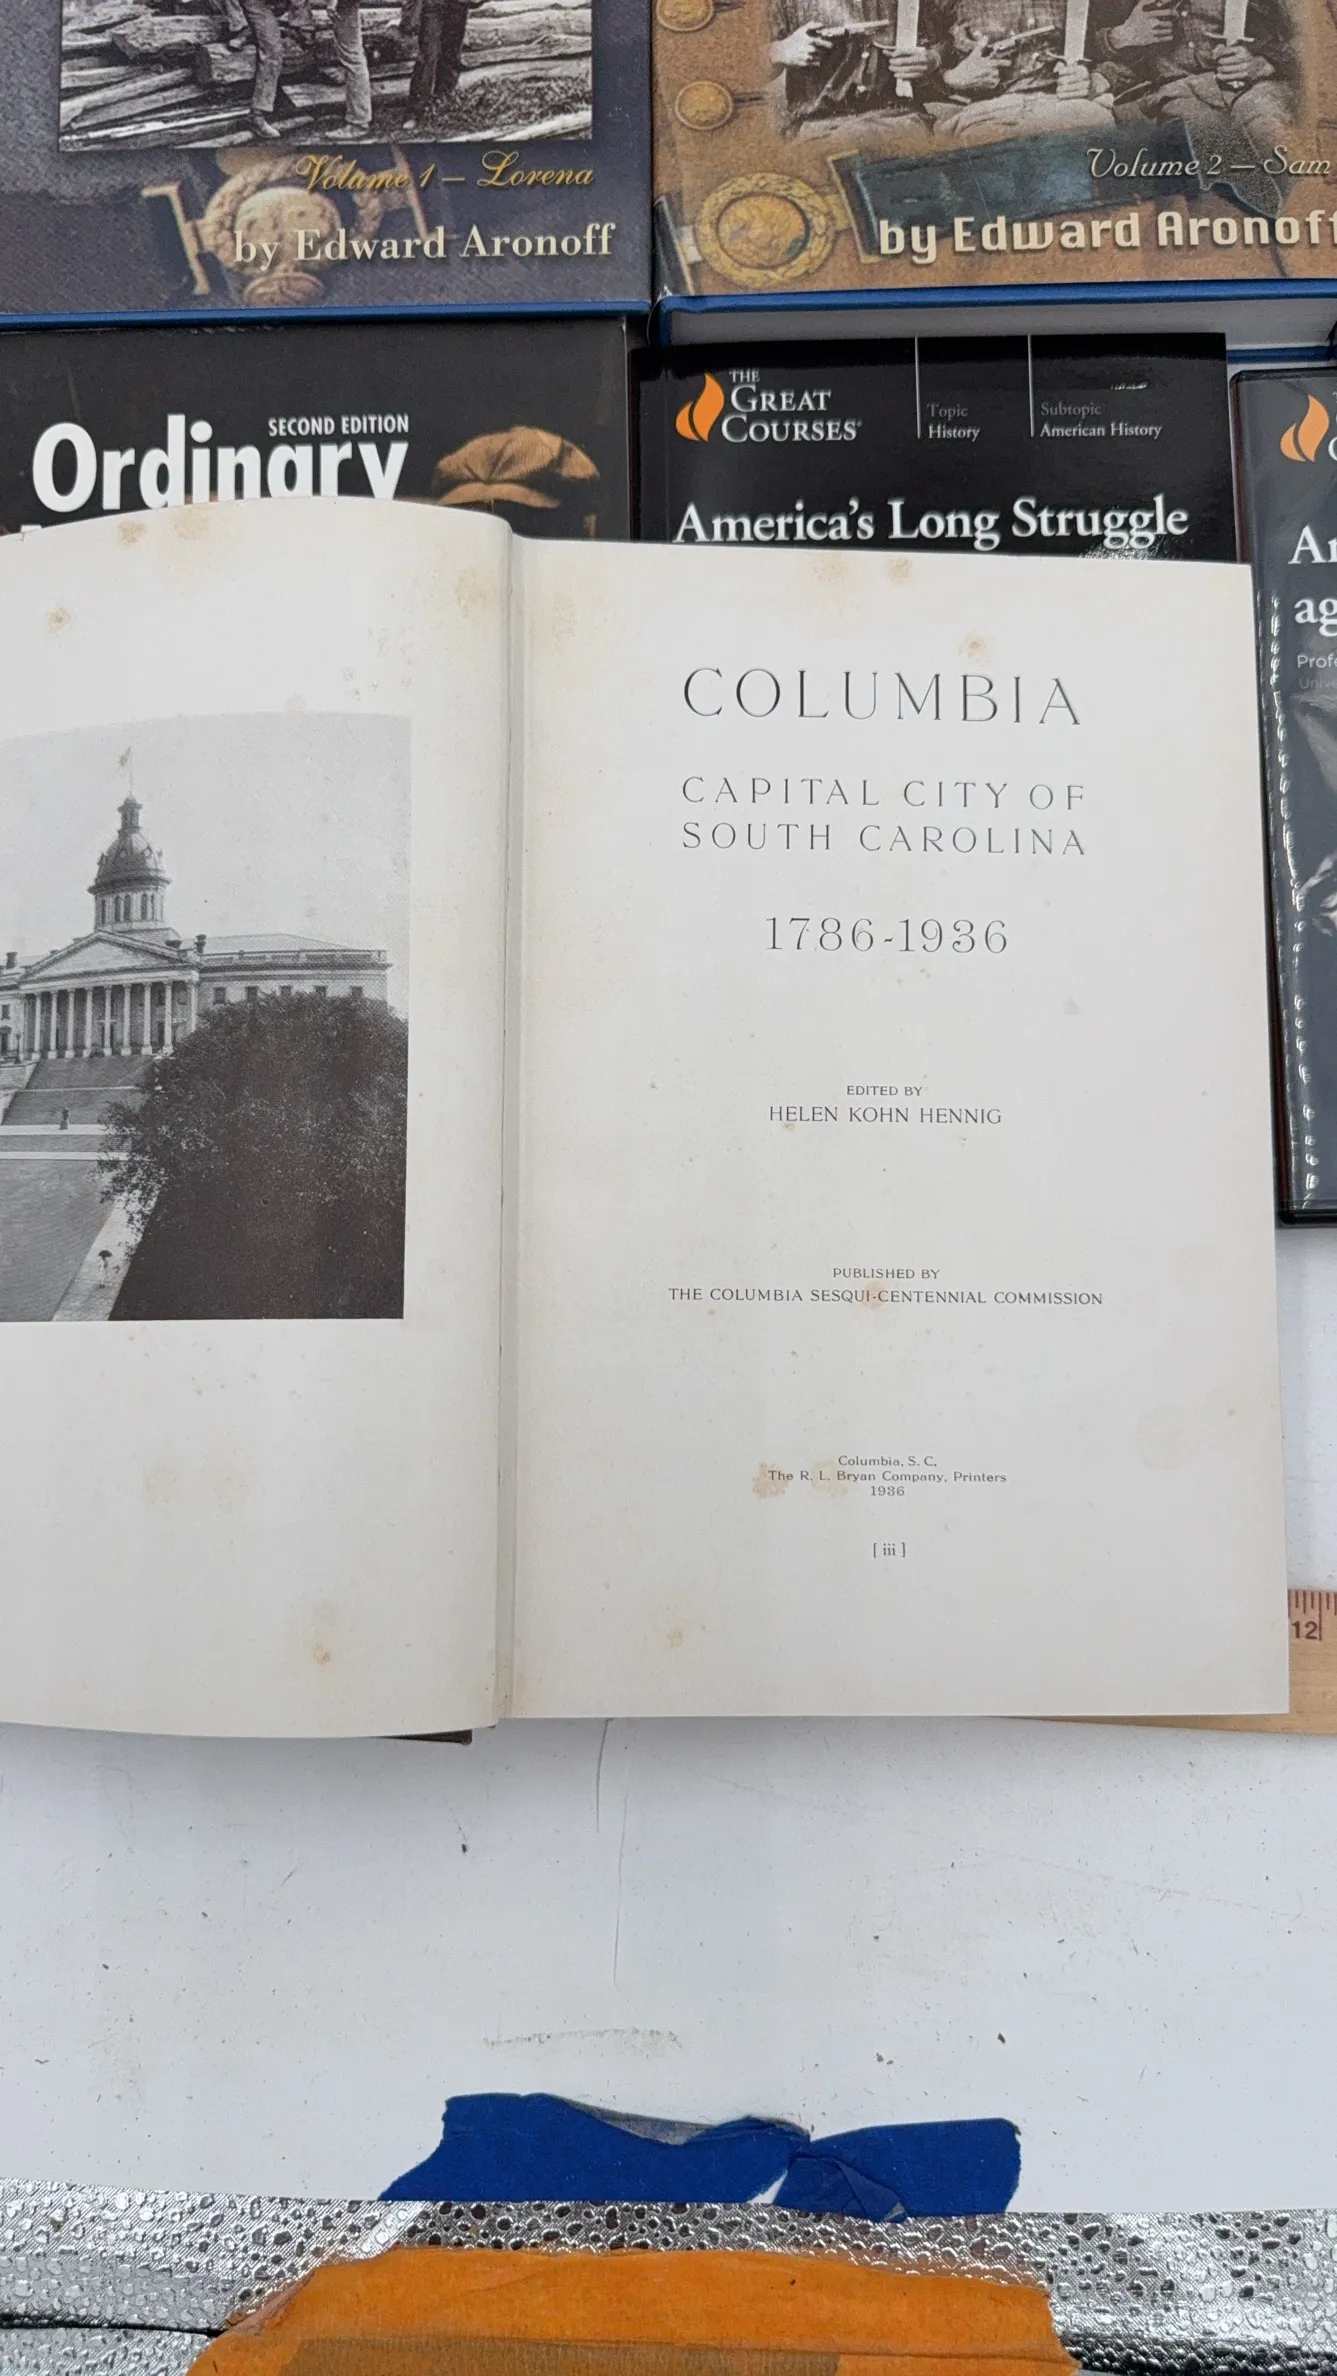 Volume 1 – Lorena
by Edward Aronoff
Volume 2 – Sam
by Edward Aronoff
SECOND EDITION
Ordinary
THE
GREAT
COURSES
Topic
History
Subtopic
American History
America's Long Struggle
COLUMBIA
CAPITAL CITY OF
SOUTH CAROLINA
1786-1936
EDITED BY
HELEN KOHN HENNIG
PUBLISHED BY
THE COLUMBIA SESQUI-CENTENNIAL COMMISSION
Columbia, S. C.
The R. L. Bryan Company, Printers
1936
[ iii ]
12